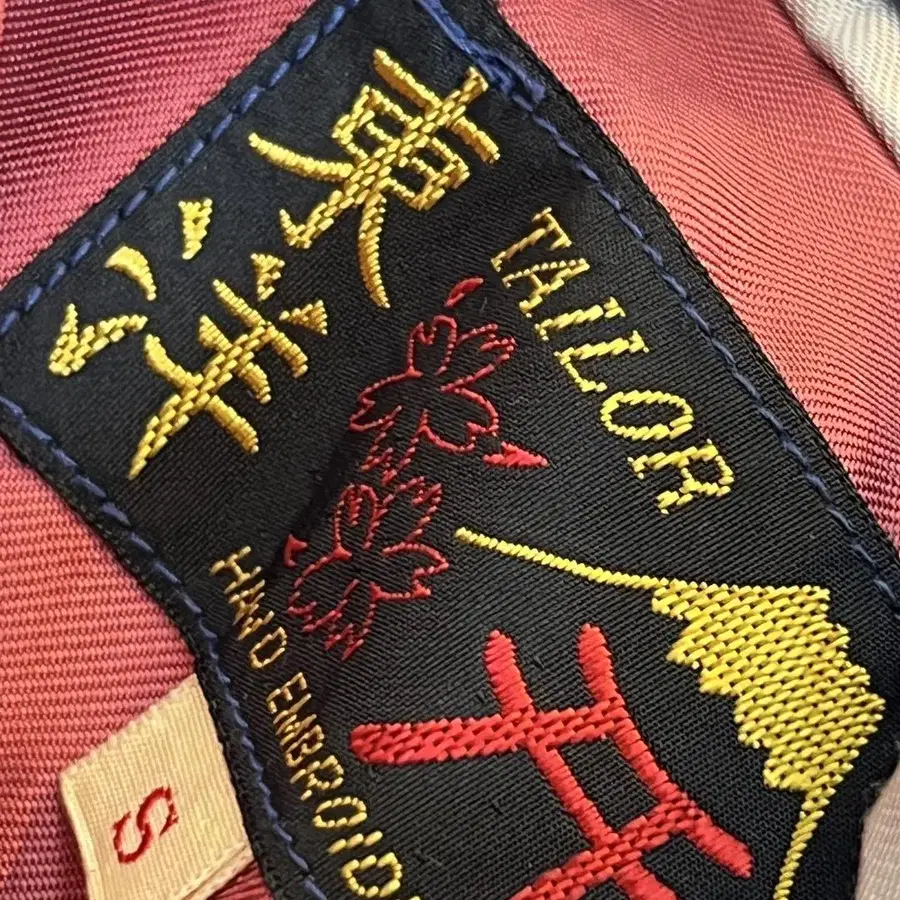 TAILOR
東洋
HAND EMBROID
S